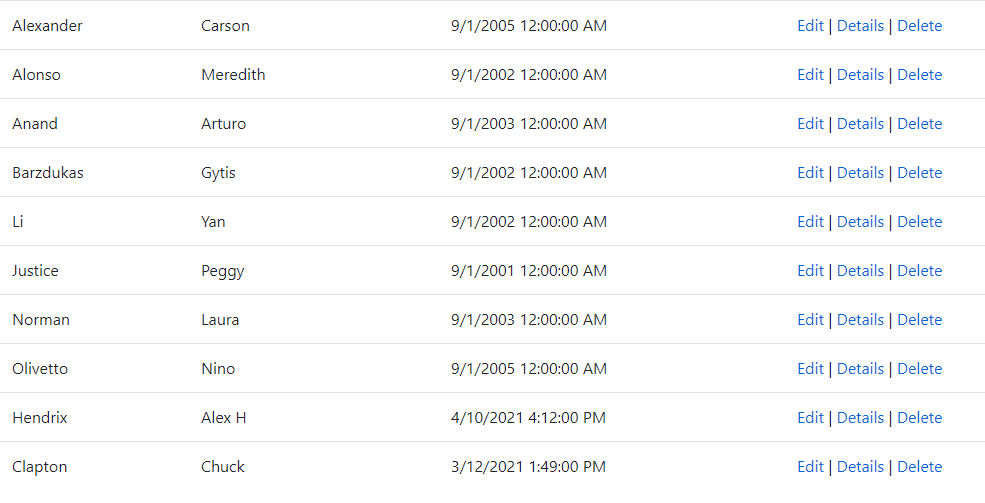 Alexander Carson 9/1/2005 12:00:00 AM Edit | Details | Delete
Alonso Meredith 9/1/2002 12:00:00 AM Edit | Details | Delete
Anand Arturo 9/1/2003 12:00:00 AM Edit | Details | Delete
Barzdukas Gytis 9/1/2002 12:00:00 AM Edit | Details | Delete
Li Yan 9/1/2002 12:00:00 AM Edit | Details | Delete
Justice Peggy 9/1/2001 12:00:00 AM Edit | Details | Delete
Norman Laura 9/1/2003 12:00:00 AM Edit | Details | Delete
Olivetto Nino 9/1/2005 12:00:00 AM Edit | Details | Delete
Hendrix Alex H 4/10/2021 4:12:00 PM Edit | Details | Delete
Clapton Chuck 3/12/2021 1:49:00 PM Edit | Details | Delete